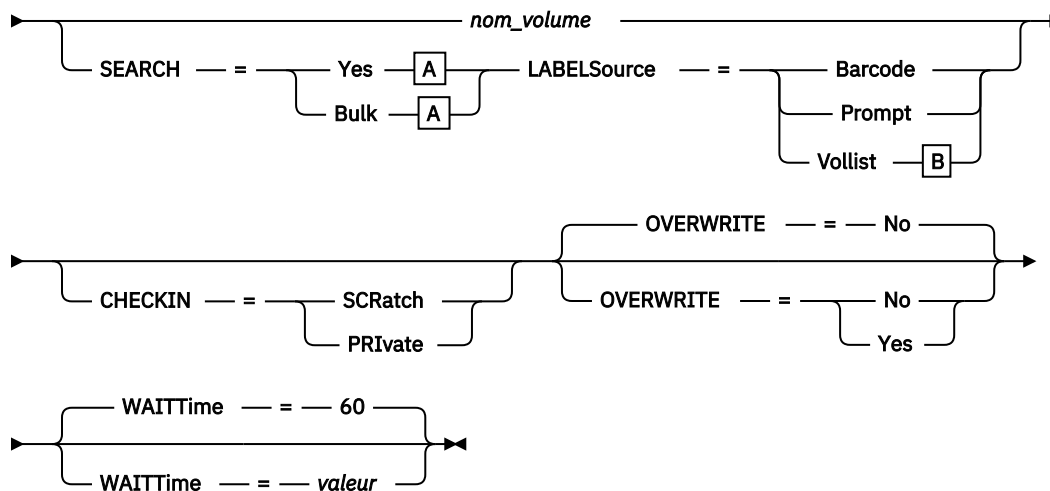 nom_volume
SEARCH = Yes A LABELSource = Barcode
Bulk A Prompt
Vollist B
OVERWRITE = No
CHECKIN = SCRatch OVERWRITE = No
PRIvate Yes
WAITTime = 60
WAITTime = valeur